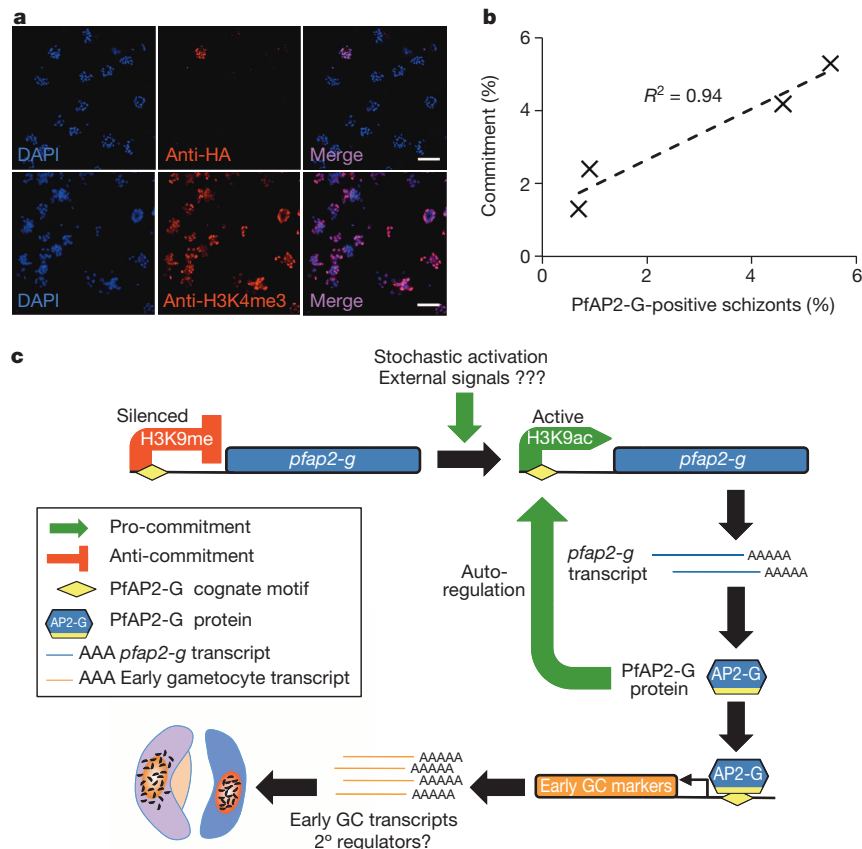 a
DAPI
Anti-HA
Merge
DAPI
Anti-H3K4me3
Merge
b
Commitment (%)
6
4
2
0
R² = 0.94
0
2
4
6
PfAP2-G-positive schizonts (%)
c
Stochastic activation
External signals ???
Silenced
H3K9me
pfap2-g
Active
H3K9ac
pfap2-g
Pro-commitment
Anti-commitment
PfAP2-G cognate motif
AP2-G
PfAP2-G protein
AAA pfap2-g transcript
AAA Early gametocyte transcript
Auto-
regulation
pfap2-g
transcript
AAAAA
AAAAA
PfAP2-G
protein
AP2-G
AP2-G
Early GC markers
AAAAA
AAAAA
AAAAA
AAAAA
Early GC transcripts
2º regulators?